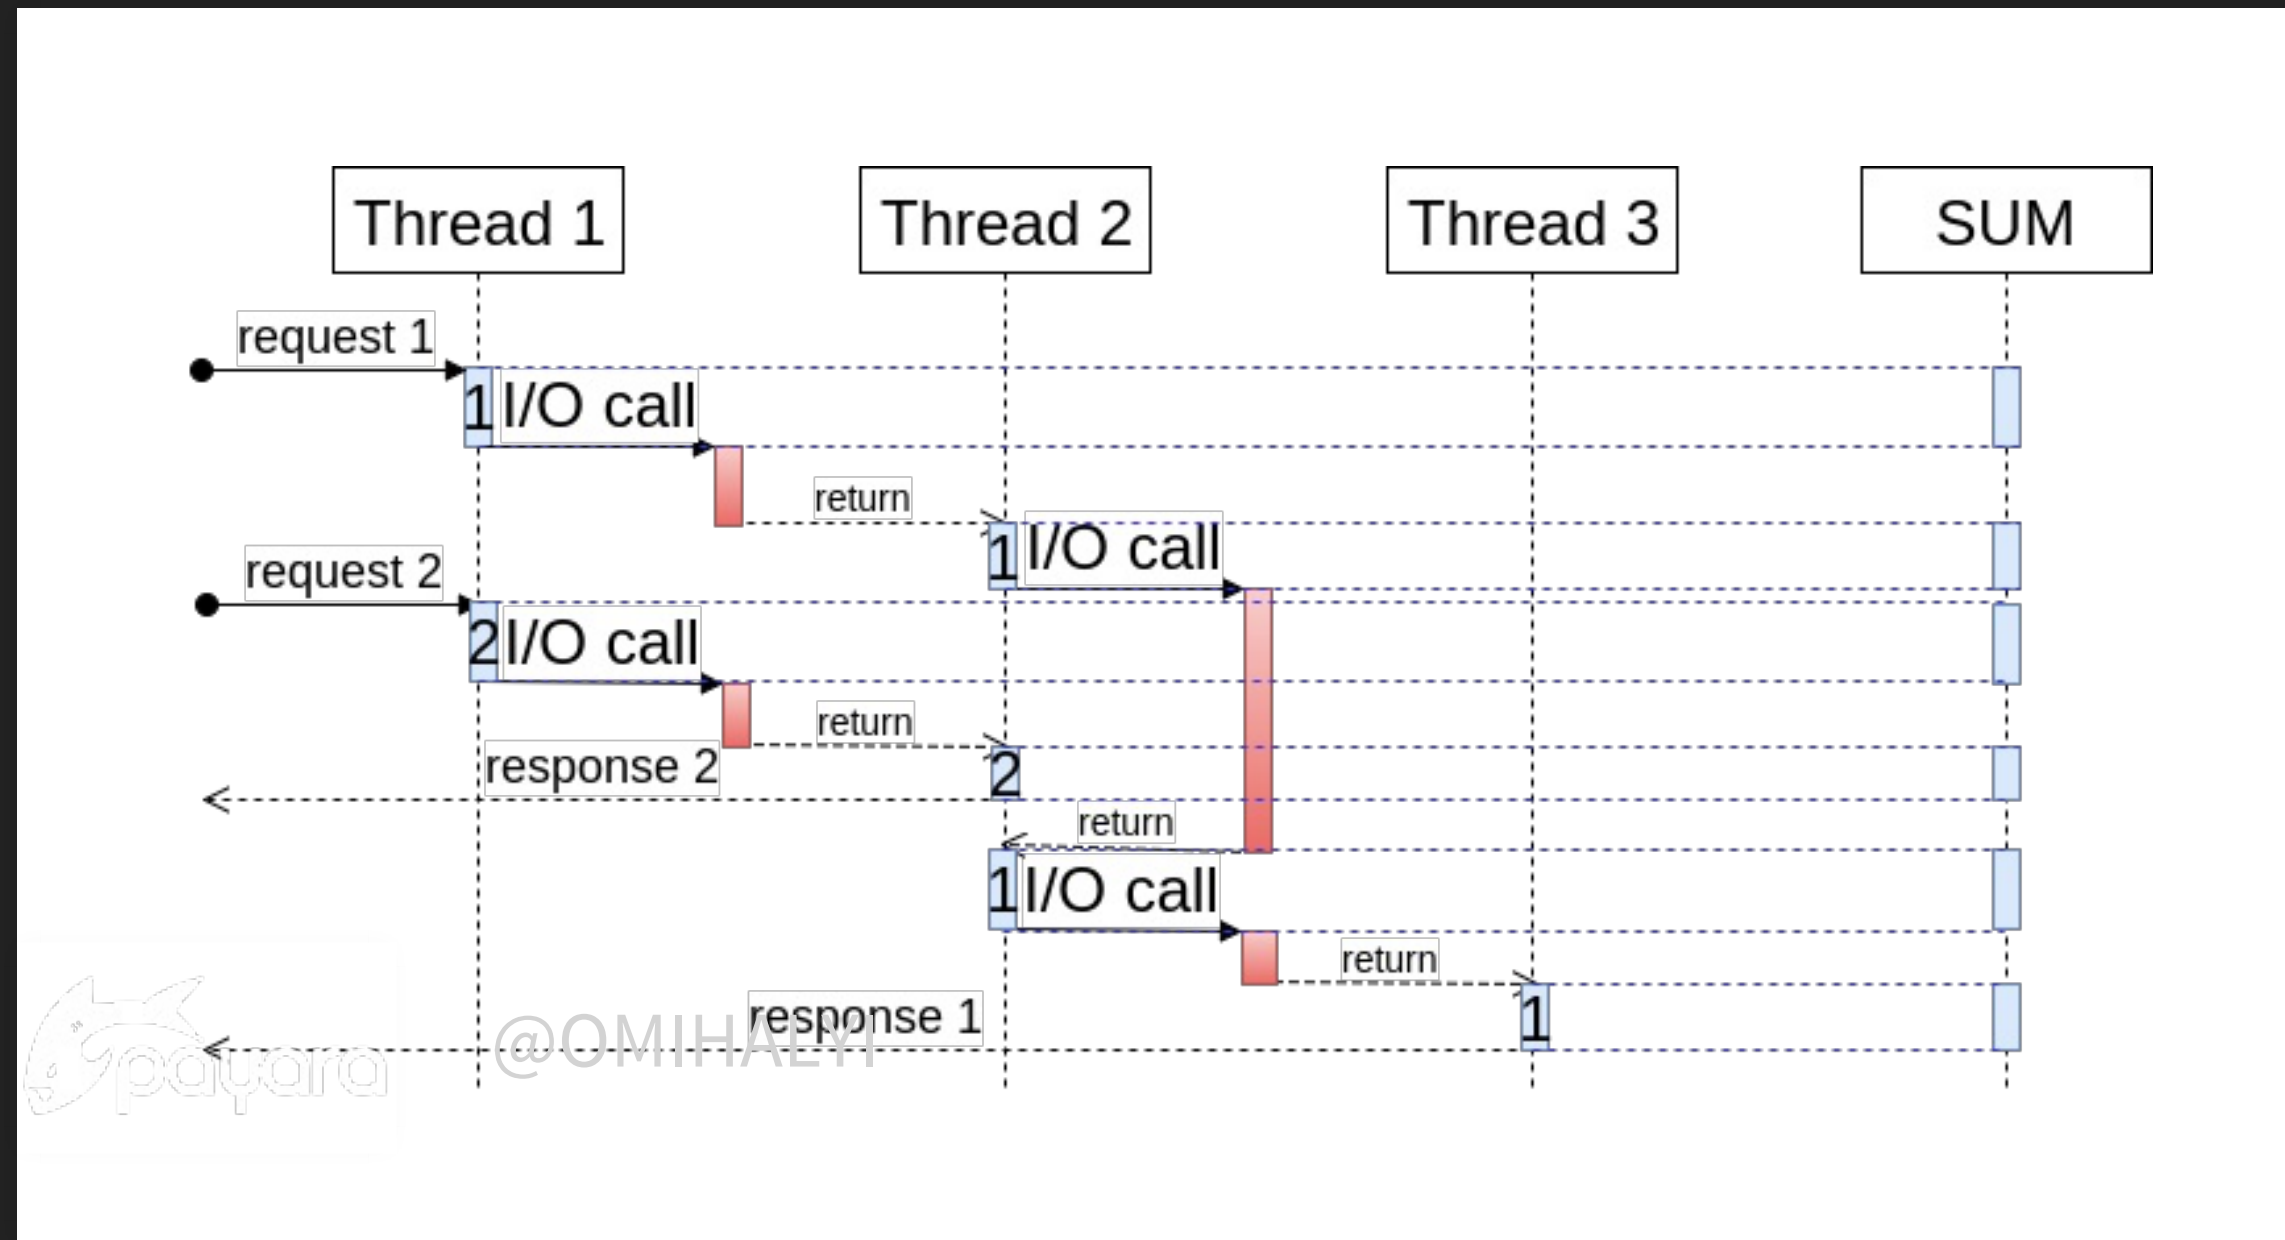 Thread 1
Thread 2
Thread 3
SUM
request 1
1
I/O call
return
1
I/O call
request 2
2
I/O call
return
response 2
2
return
1
I/O call
return
response 1
1
@OMIHALYI
payara